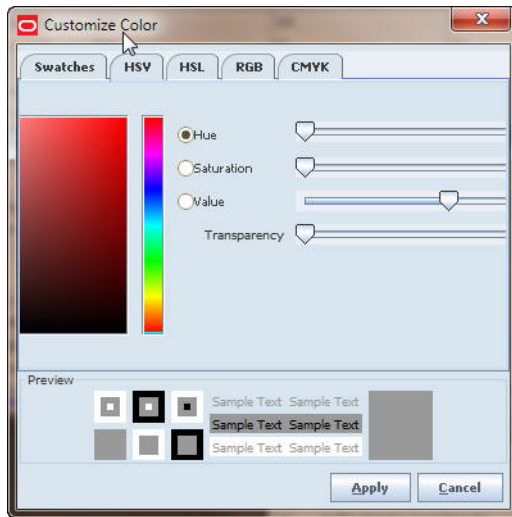 Customize Color
Swatches HSV HSL RGB CMYK
Hue
Saturation
Value
Transparency
Preview
Sample Text Sample Text
Sample Text Sample Text
Sample Text Sample Text
Apply Cancel